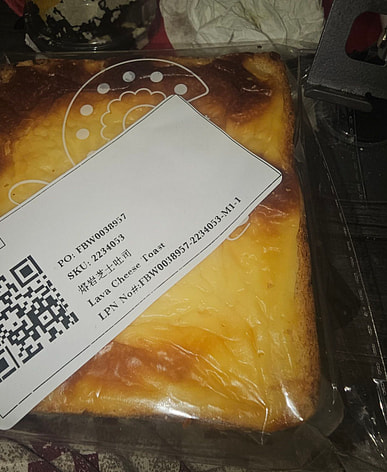 PO: FBW0038957
SKU: 2234053
熔岩芝士吐司
Lava Cheese Toast
LPN No#:FBW0038957-2234053-M1-1